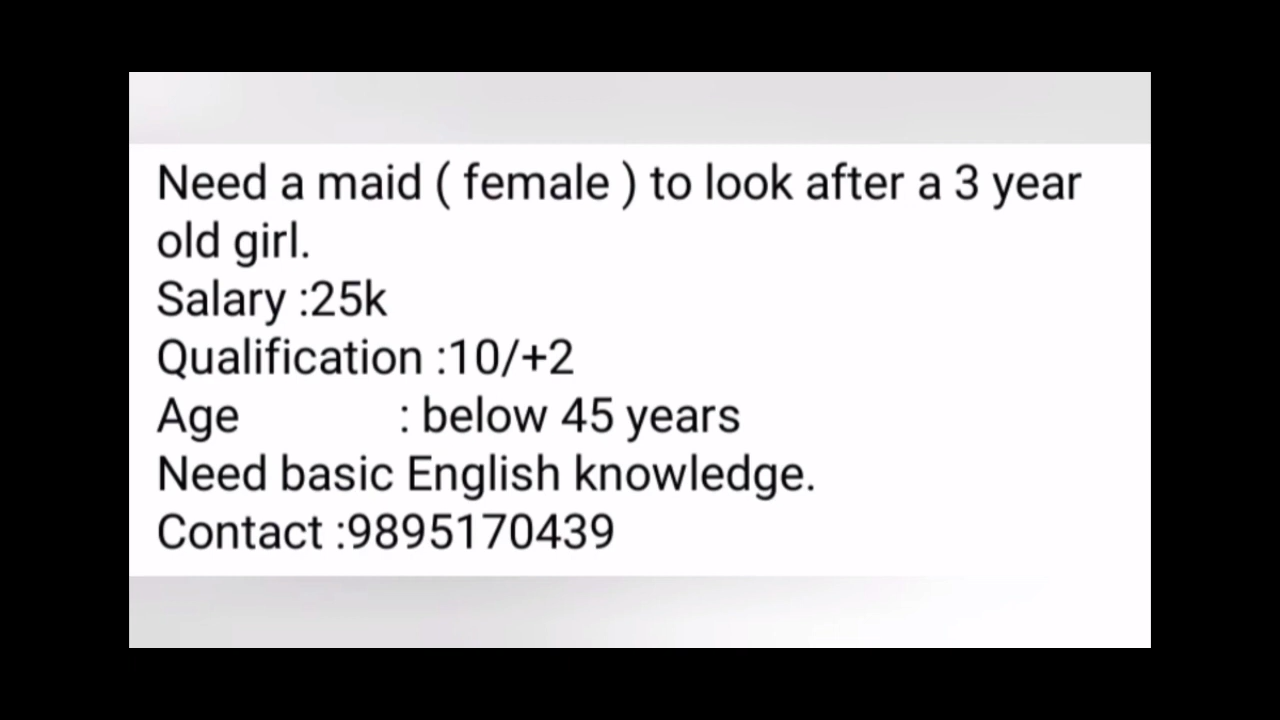 Need a maid ( female ) to look after a 3 year
old girl.
Salary :25k
Qualification :10/+2
Age : below 45 years
Need basic English knowledge.
Contact :9895170439